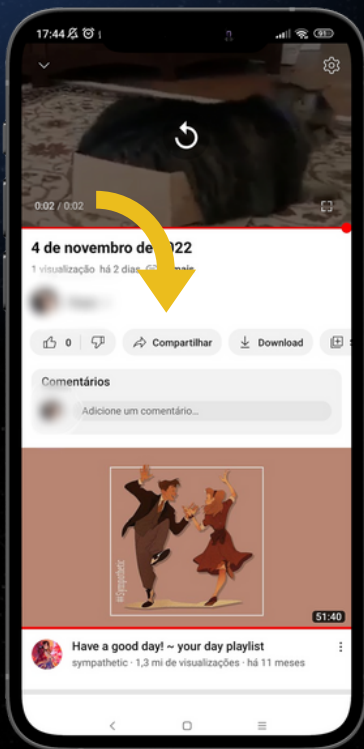 17:44
91
0:02 / 0:02
4 de novembro de 2022
1 visualização há 2 dias
0
Compartilhar
Download
Comentários
Adicione um comentário...
#iSympathetic
51:40
Have a good day! ~ your day playlist
sympathetic · 1,3 mi de visualizações · há 11 meses